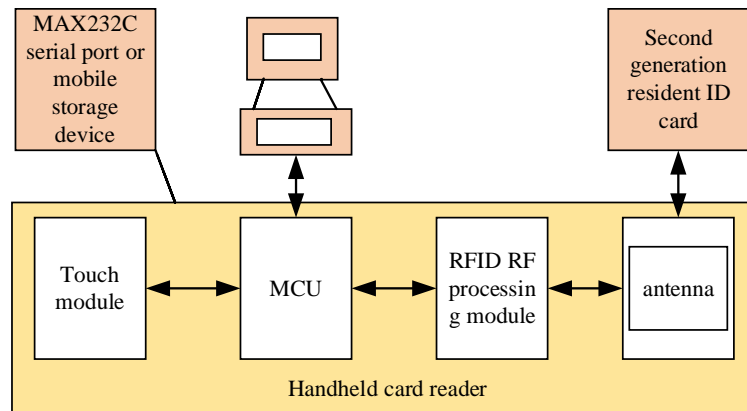 MAX232C
serial port or
mobile
storage
device
Second
generation
resident ID
card
Touch
module
MCU
RFID RF
processin
g module
antenna
Handheld card reader